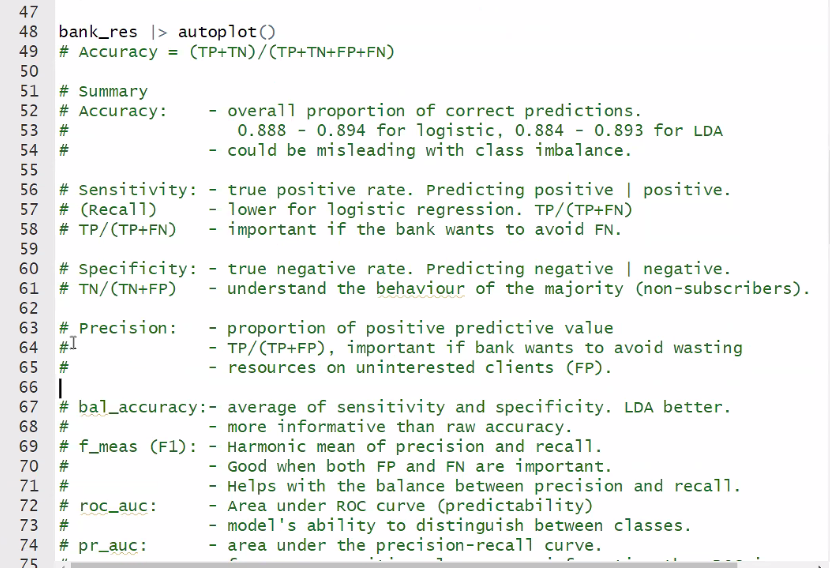 47
48 bank_res |> autoplot()
49 # Accuracy = (TP+TN)/(TP+TN+FP+FN)
50
51 # Summary
52 # Accuracy: - overall proportion of correct predictions.
53 # 0.888 - 0.894 for logistic, 0.884 - 0.893 for LDA
54 # - could be misleading with class imbalance.
55
56 # Sensitivity: - true positive rate. Predicting positive | positive.
57 # (Recall) - lower for logistic regression. TP/(TP+FN)
58 # TP/(TP+FN) - important if the bank wants to avoid FN.
59
60 # Specificity: - true negative rate. Predicting negative | negative.
61 # TN/(TN+FP) - understand the behaviour of the majority (non-subscribers).
62
63 # Precision: - proportion of positive predictive value
64 # - TP/(TP+FP), important if bank wants to avoid wasting
65 # - resources on uninterested clients (FP).
66
67 # bal_accuracy:- average of sensitivity and specificity. LDA better.
68 # - more informative than raw accuracy.
69 # f_meas (F1): - Harmonic mean of precision and recall.
70 # - Good when both FP and FN are important.
71 # - Helps with the balance between precision and recall.
72 # roc_auc: - Area under ROC curve (predictability)
73 # - model's ability to distinguish between classes.
74 # pr_auc: - area under the precision-recall curve.
75